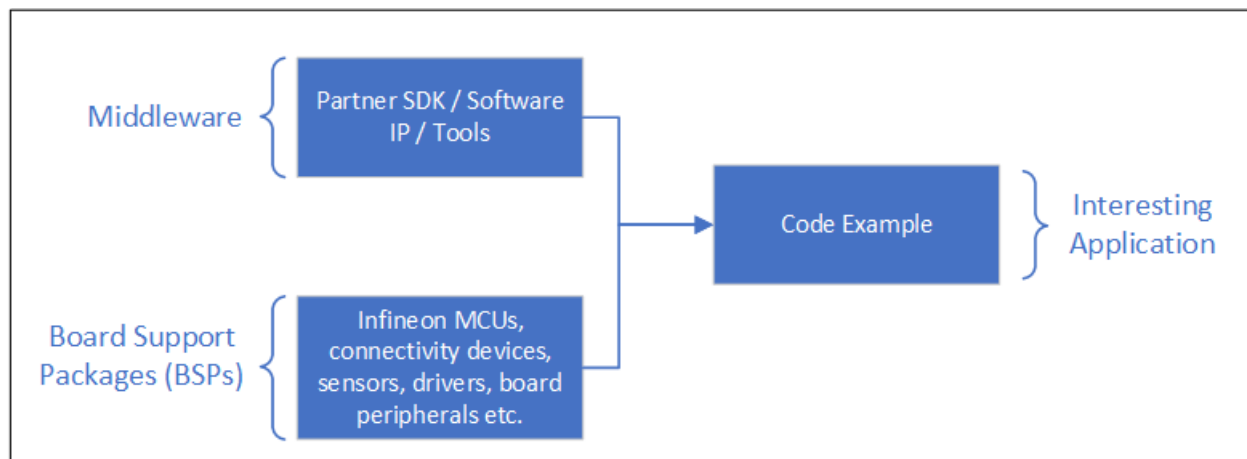 Middleware
Partner SDK / Software
IP / Tools
Code Example
Interesting
Application
Board Support
Packages (BSPs)
Infineon MCUs,
connectivity devices,
sensors, drivers, board
peripherals etc.